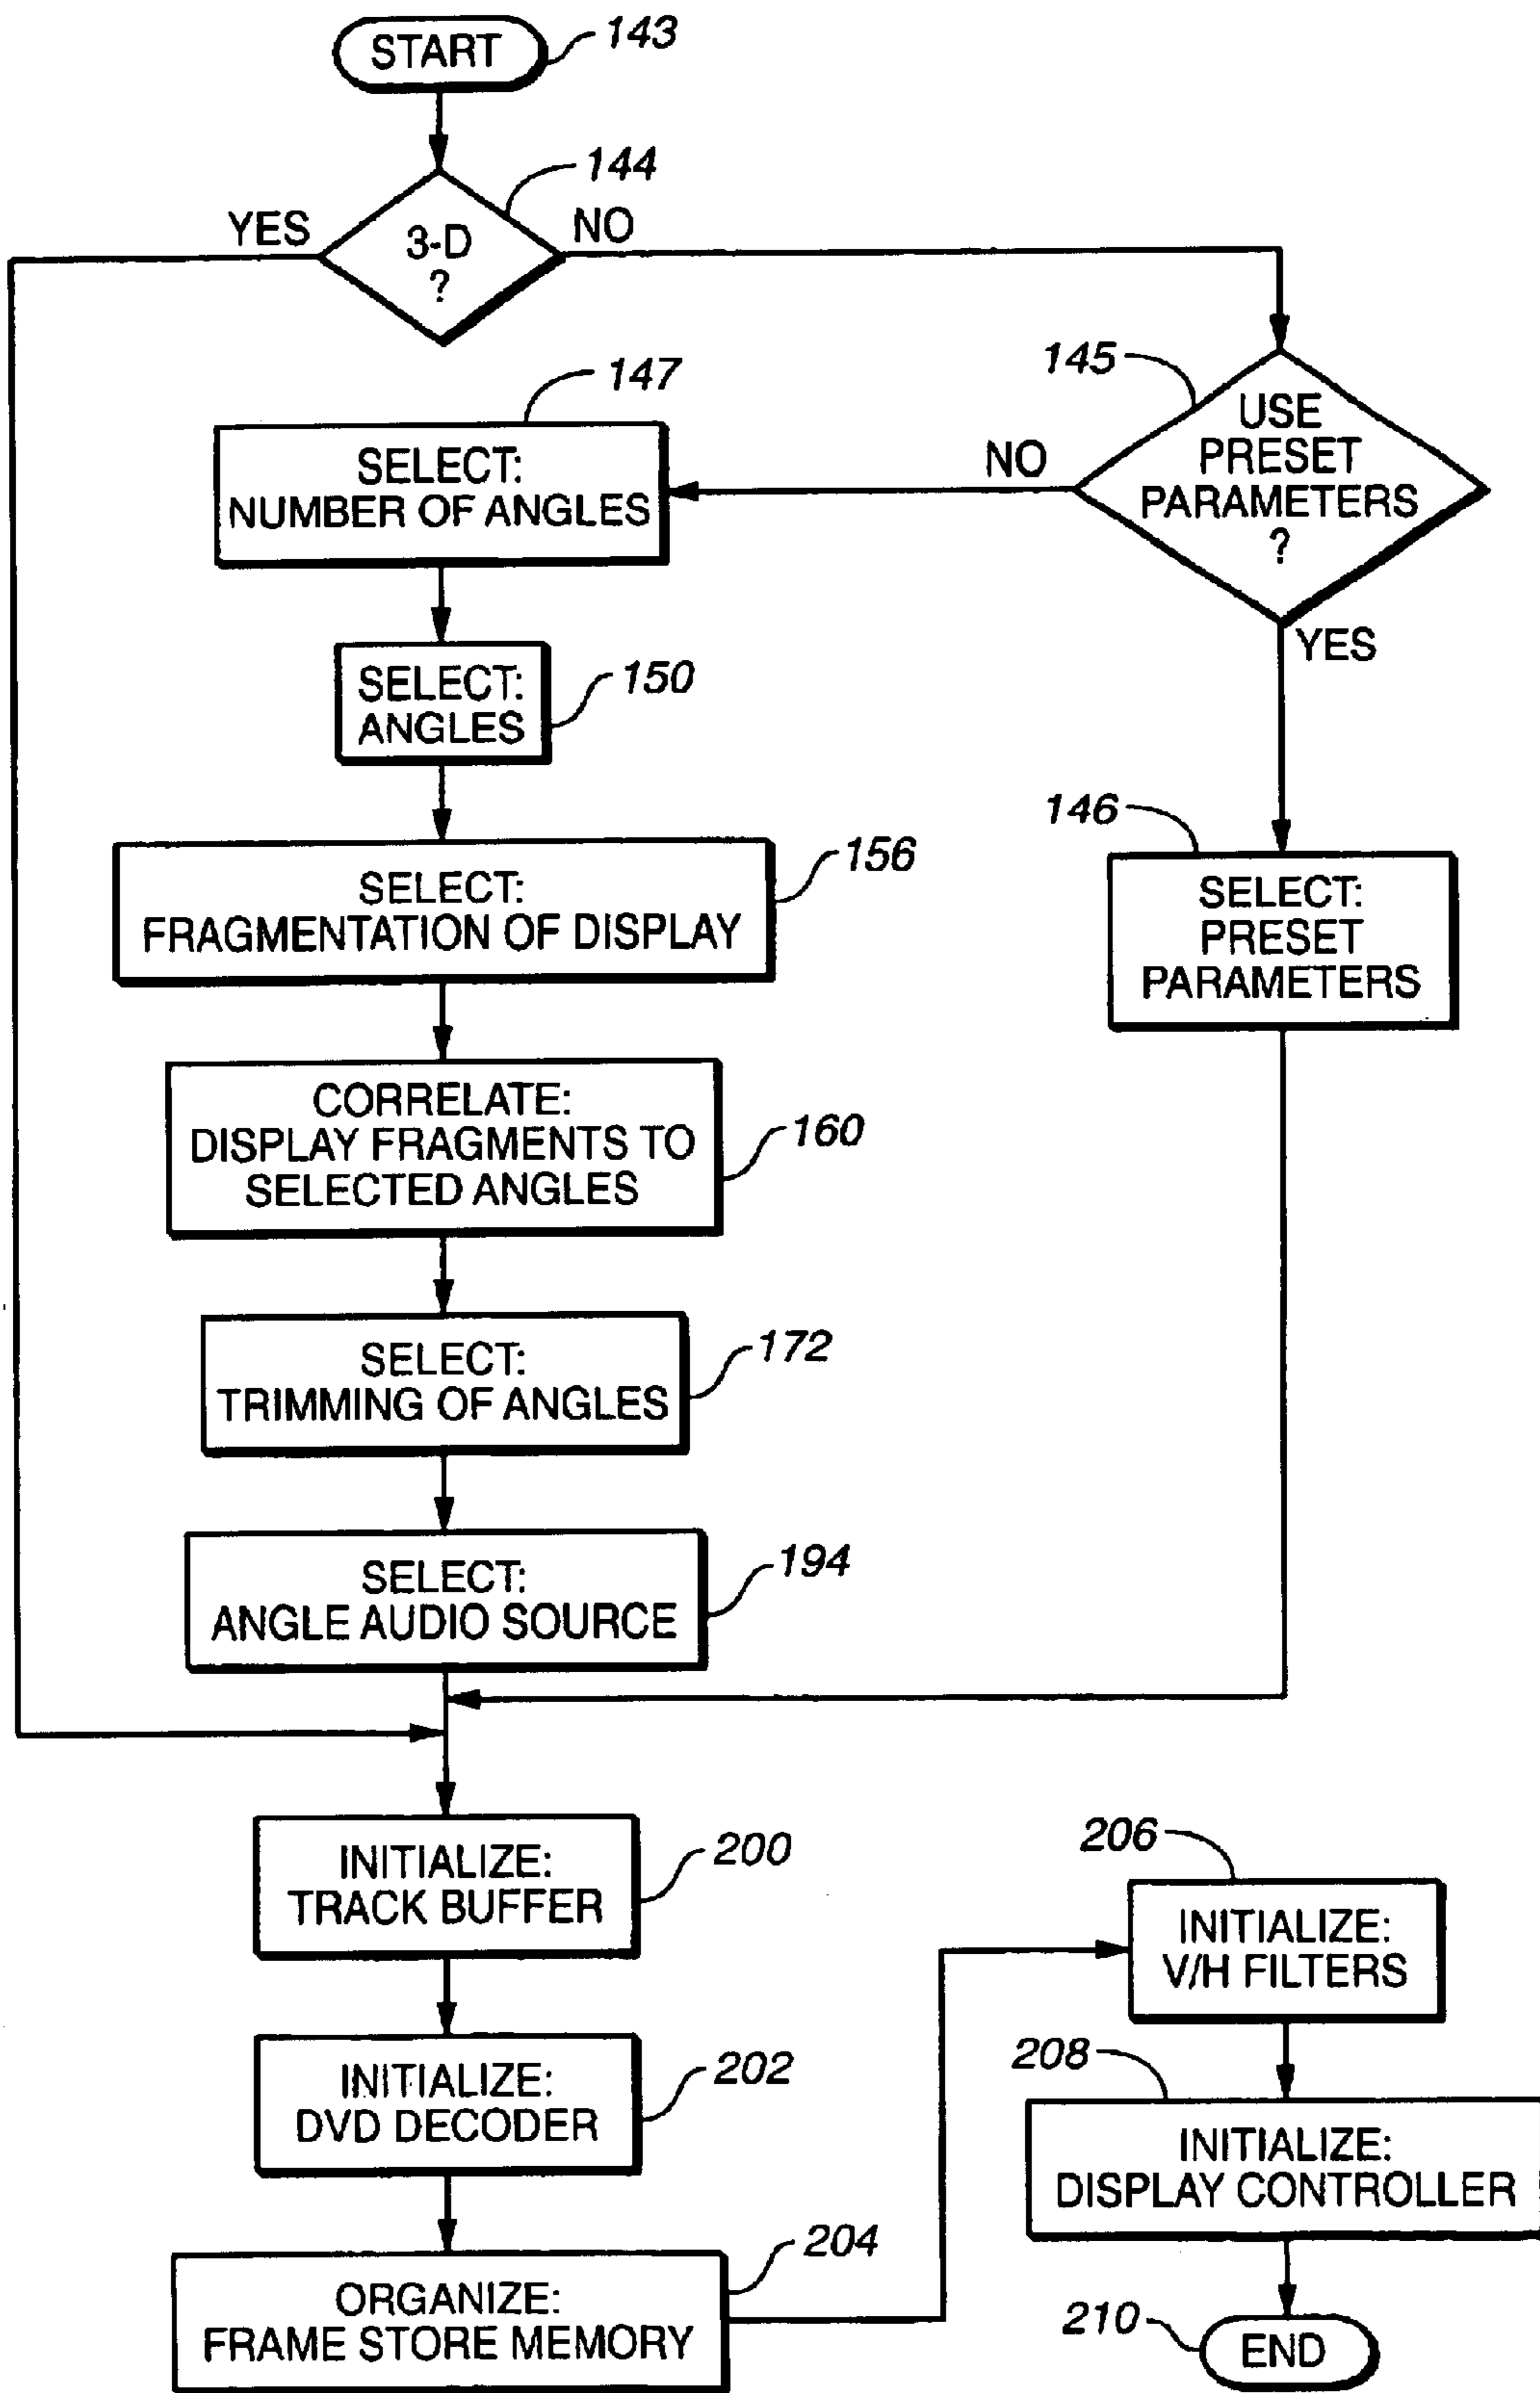 START
143
144
YES
3-D
?
NO
147
145
SELECT:
NUMBER OF ANGLES
NO
USE
PRESET
PARAMETERS
?
YES
SELECT:
ANGLES
150
146
SELECT:
FRAGMENTATION OF DISPLAY
156
SELECT:
PRESET
PARAMETERS
CORRELATE:
DISPLAY FRAGMENTS TO
SELECTED ANGLES
160
SELECT:
TRIMMING OF ANGLES
172
SELECT:
ANGLE AUDIO SOURCE
194
INITIALIZE:
TRACK BUFFER
200
INITIALIZE:
DVD DECODER
202
ORGANIZE:
FRAME STORE MEMORY
204
206
INITIALIZE:
V/H FILTERS
208
INITIALIZE:
DISPLAY CONTROLLER
210
END